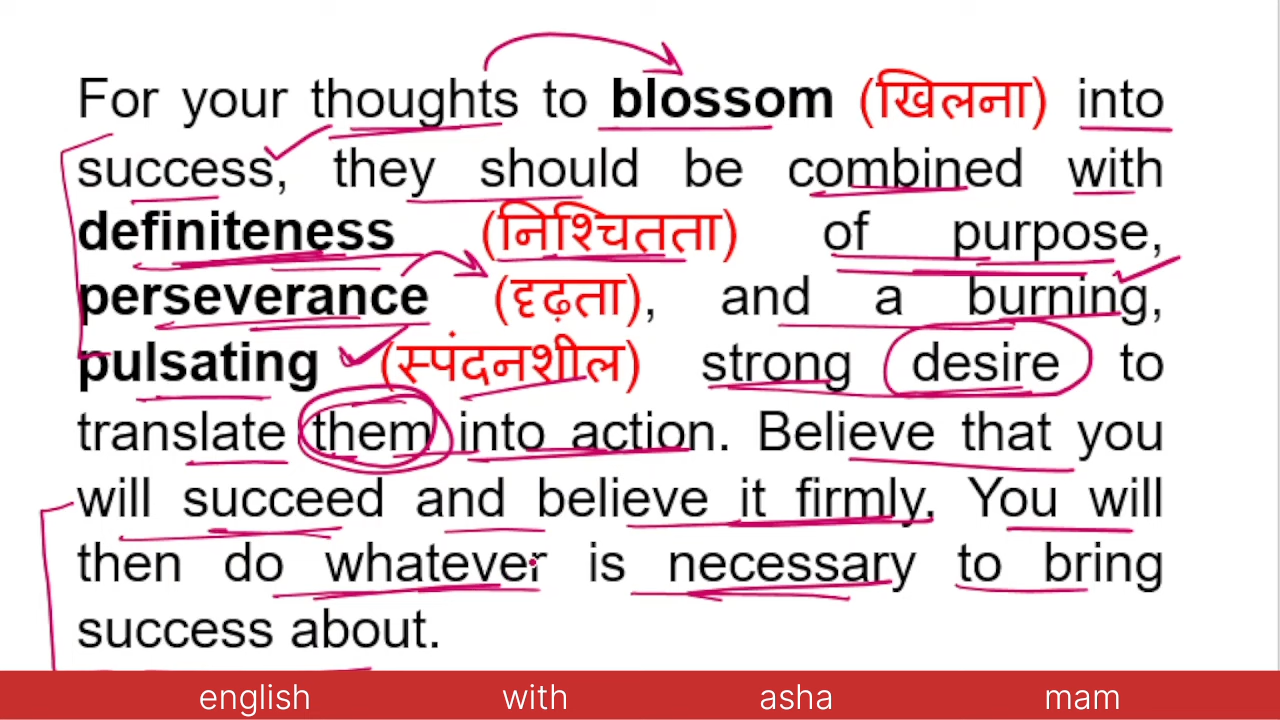 For your thoughts to blossom (खिलना) into
success, they should be combined with
definiteness (निश्चितता) of purpose,
perseverance (दृढ़ता), and a burning,
pulsating (स्पंदनशील) strong desire to
translate them into action. Believe that you
will succeed and believe it firmly. You will
then do whatever is necessary to bring
success about.
english with asha mam